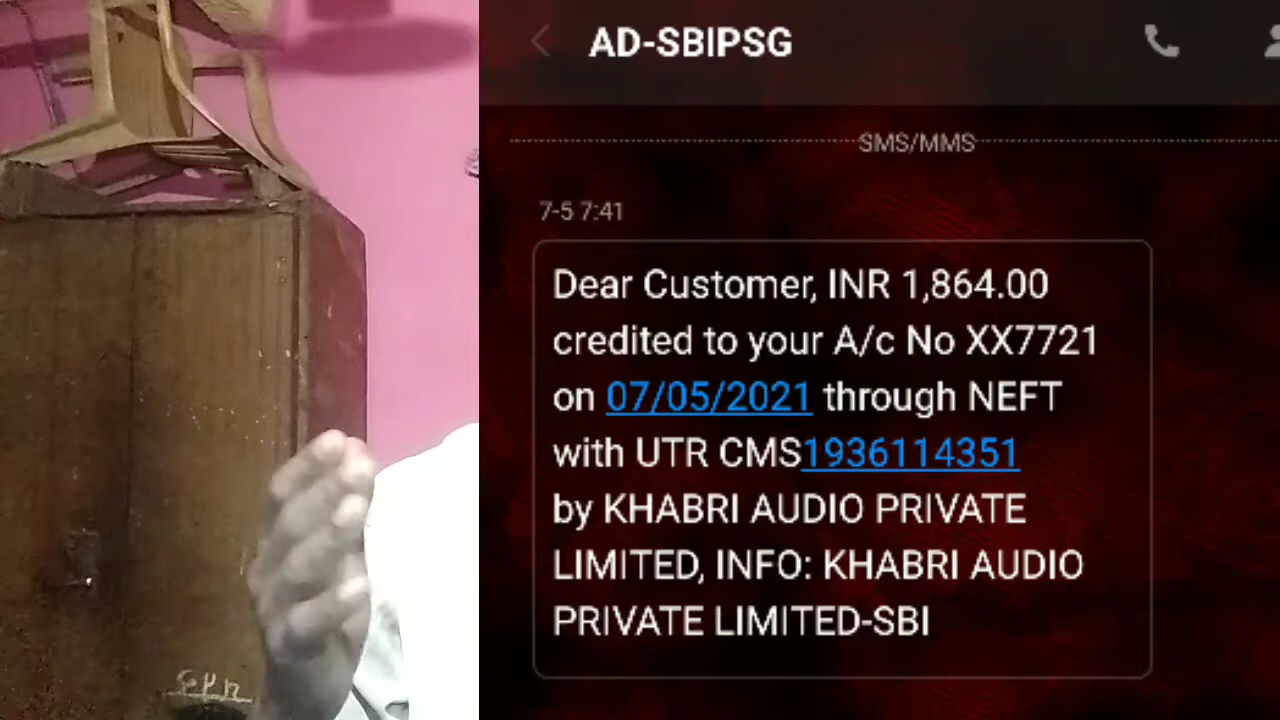 AD-SBIPSG
SMS/MMS
7-5 7:41
Dear Customer, INR 1,864.00
credited to your A/c No XX7721
on 07/05/2021 through NEFT
with UTR CMS1936114351
by KHABRI AUDIO PRIVATE
LIMITED, INFO: KHABRI AUDIO
PRIVATE LIMITED-SBI